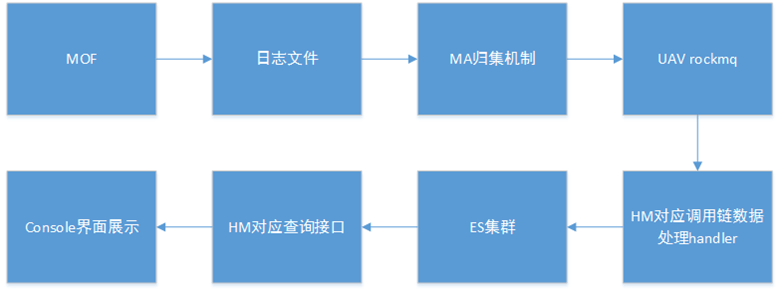 MOF
日志文件
MA归集机制
UAV rockmq
Console界面展示
HM对应查询接口
ES集群
HM对应调用链数据
处理handler